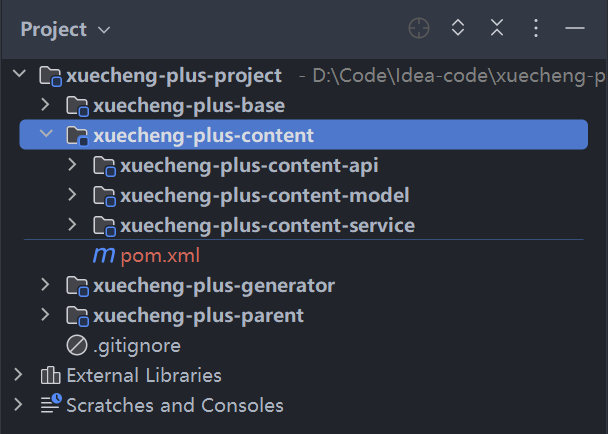 Project
xuecheng-plus-project - D:\Code\Idea-code\xuecheng-p
xuecheng-plus-base
xuecheng-plus-content
xuecheng-plus-content-api
xuecheng-plus-content-model
xuecheng-plus-content-service
m pom.xml
xuecheng-plus-generator
xuecheng-plus-parent
.gitignore
External Libraries
Scratches and Consoles